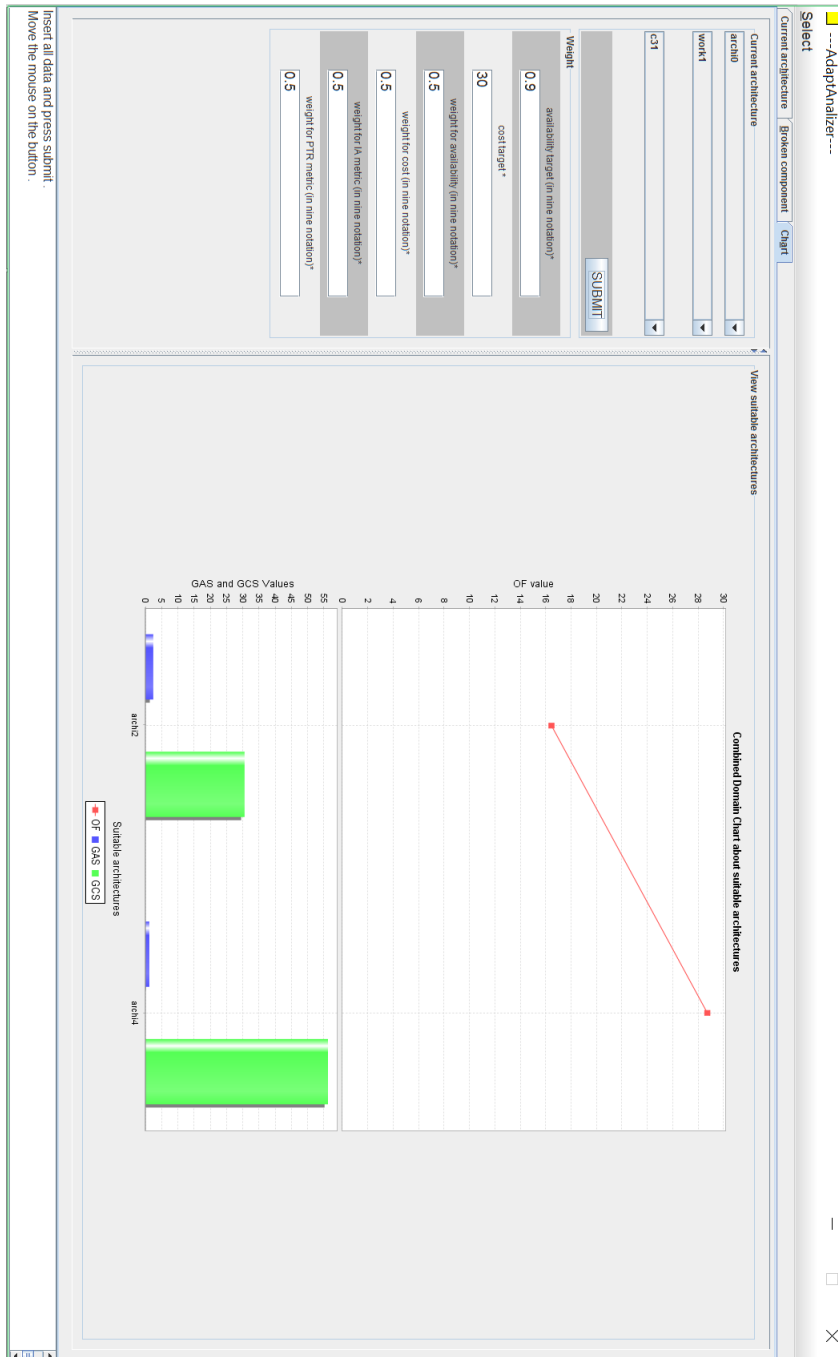 ---AdaptAnalizer---
Select
Current architecture Broken component Chart
Current architecture
archi0
work1
c31
SUBMIT
Weight
availability target (in nine notation)*
0.9
cost target *
30
weight for availability (in nine notation)*
0.5
weight for cost (in nine notation)*
0.5
weight for IA metric (in nine notation)*
0.5
weight for PTR metric (in nine notation)*
0.5
View suitable architectures
Combined Domain Chart about suitable architectures
OF value
30
28
26
24
22
20
18
16
14
12
10
8
6
4
2
0
GAS and GCS Values
55
50
45
40
35
30
25
20
15
10
5
0
archi2 archi4
Suitable architectures
OF GAS GCS
Insert all data and press submit .
Move the mouse on the button .